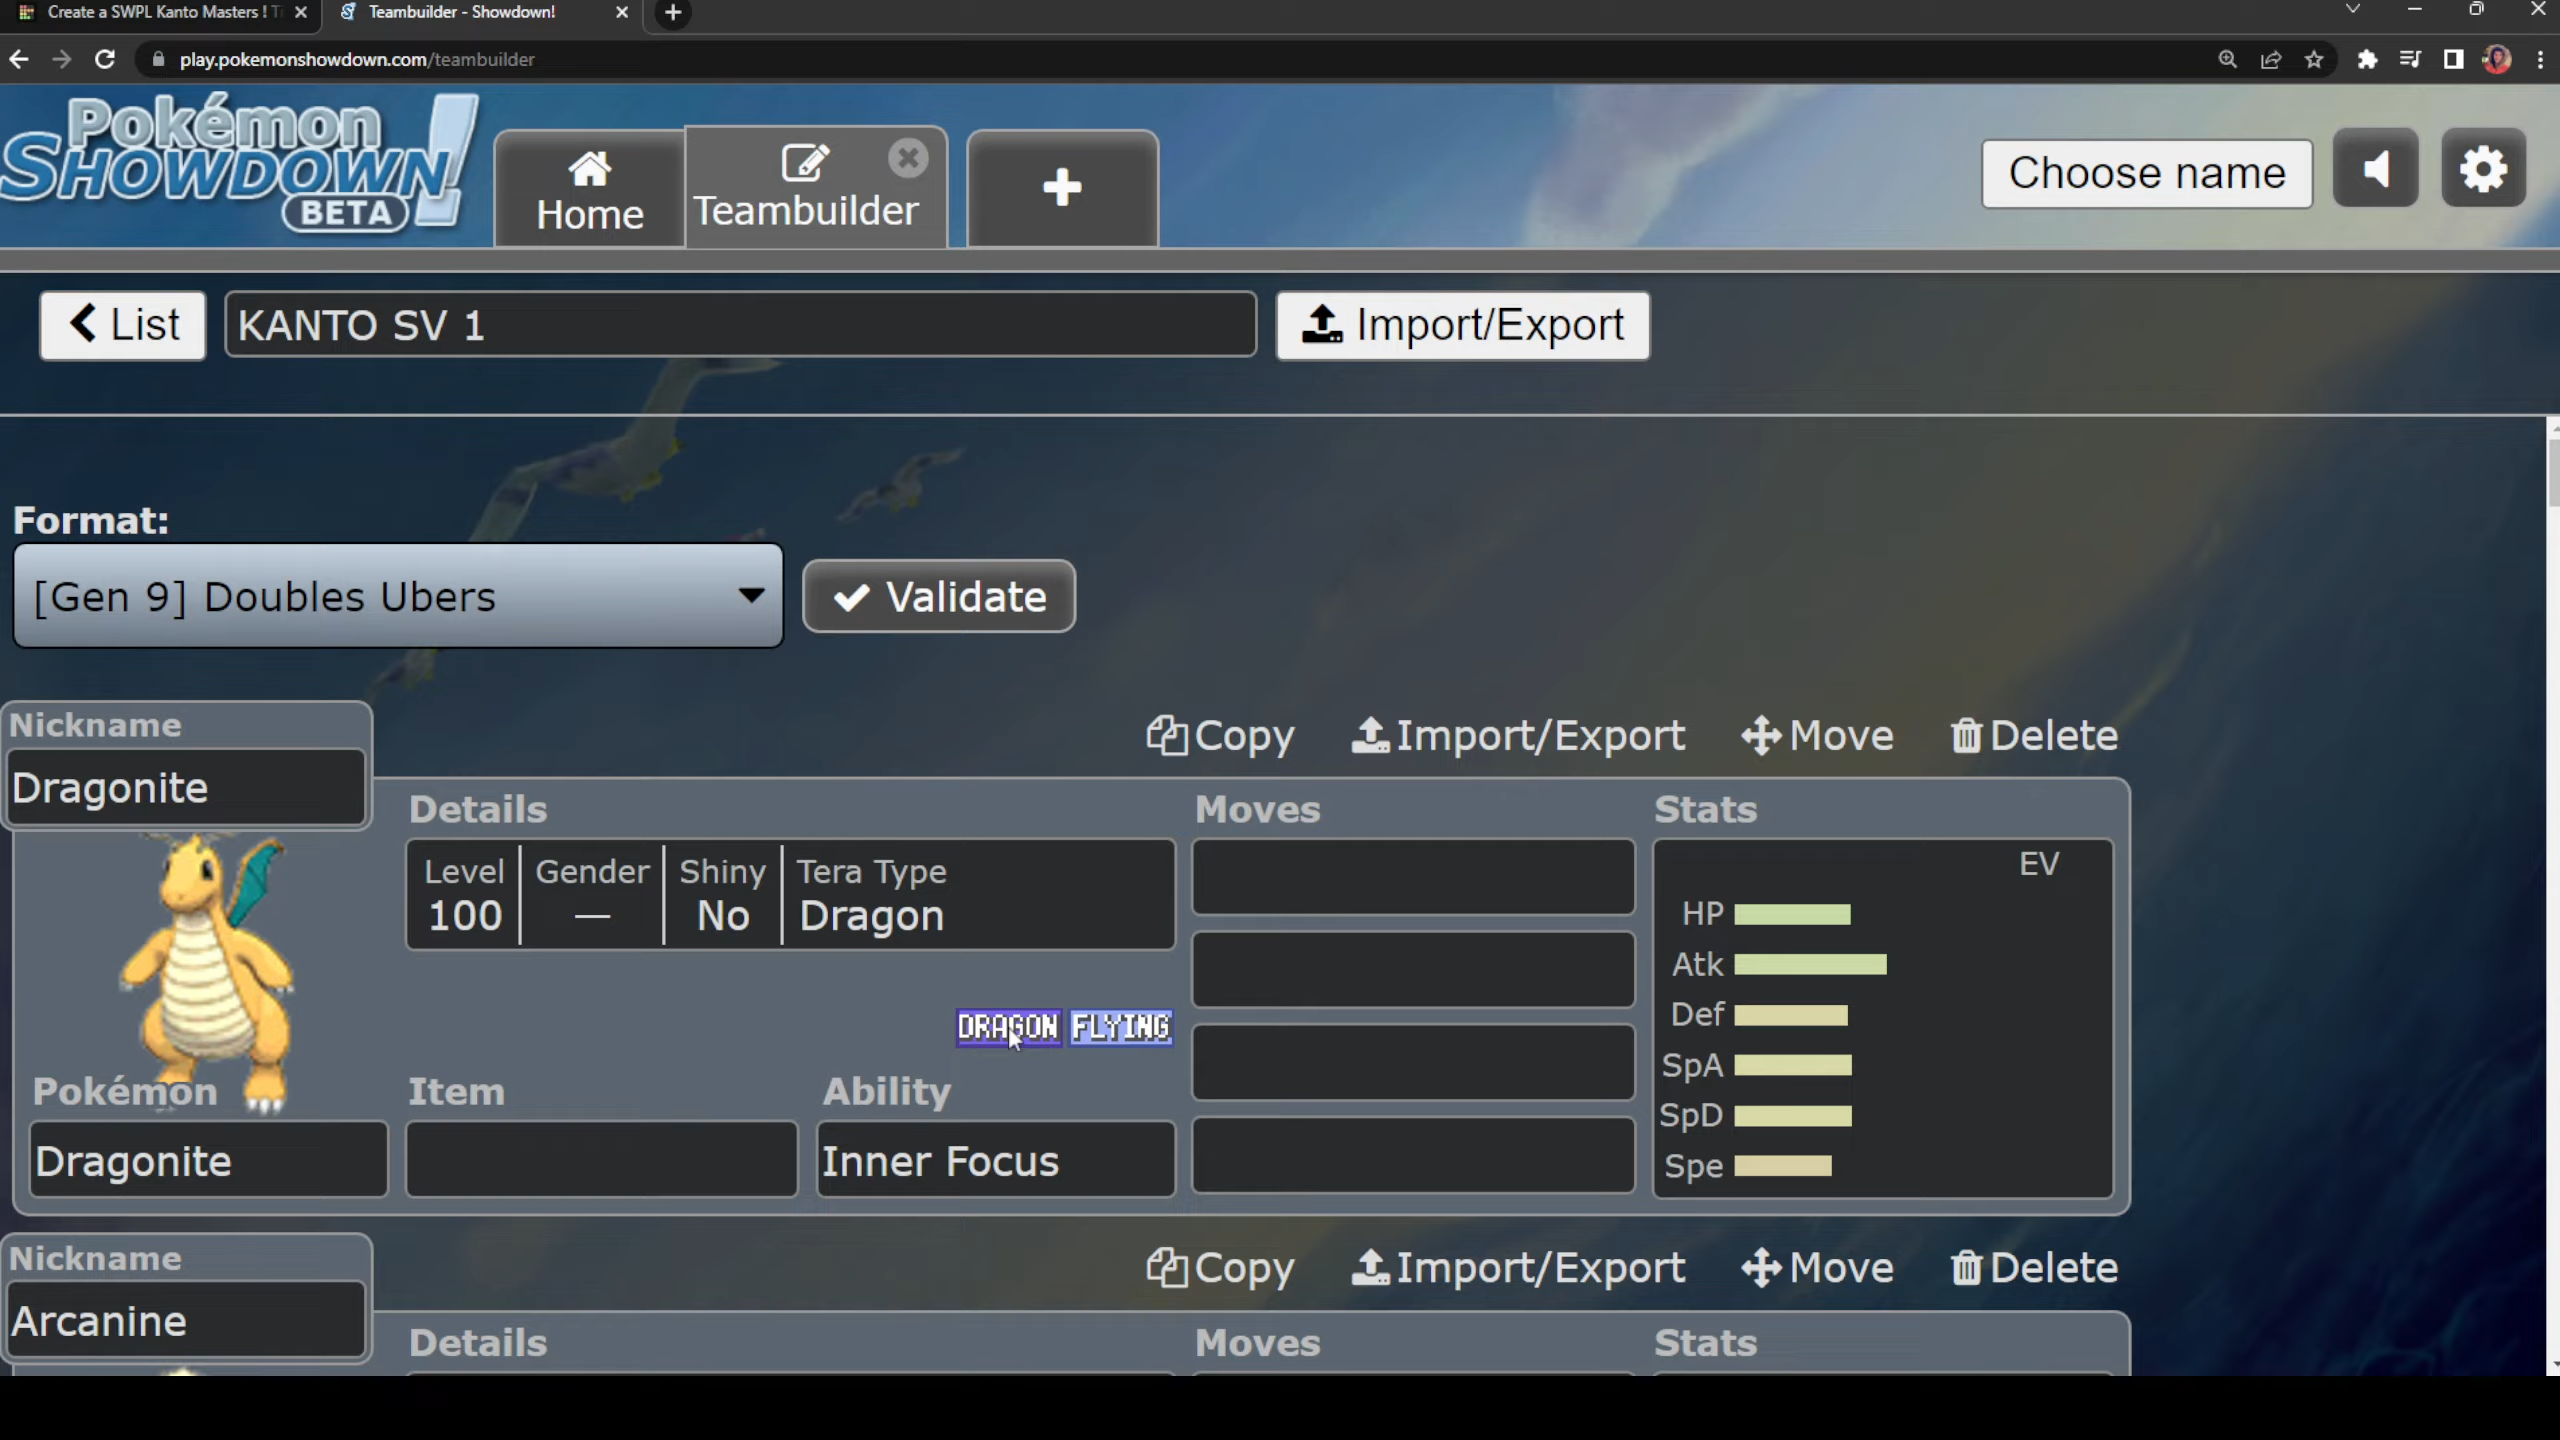 Create a SWPL Kanto Masters ! Ti
Teambuilder - Showdown!
play.pokemonshowdown.com/teambuilder
Pokémon
SHOWDOWN!
BETA
Home
Teambuilder
Choose name
List
KANTO SV 1
Import/Export
Format:
[Gen 9] Doubles Ubers
Validate
Nickname
Copy
Import/Export
Move
Delete
Dragonite
Details
Moves
Stats
Level
Gender
Shiny
Tera Type
100
—
No
Dragon
EV
HP
Atk
Def
SpA
SpD
Spe
DRAGON
FLYING
Pokémon
Item
Ability
Dragonite
Inner Focus
Nickname
Copy
Import/Export
Move
Delete
Arcanine
Details
Moves
Stats